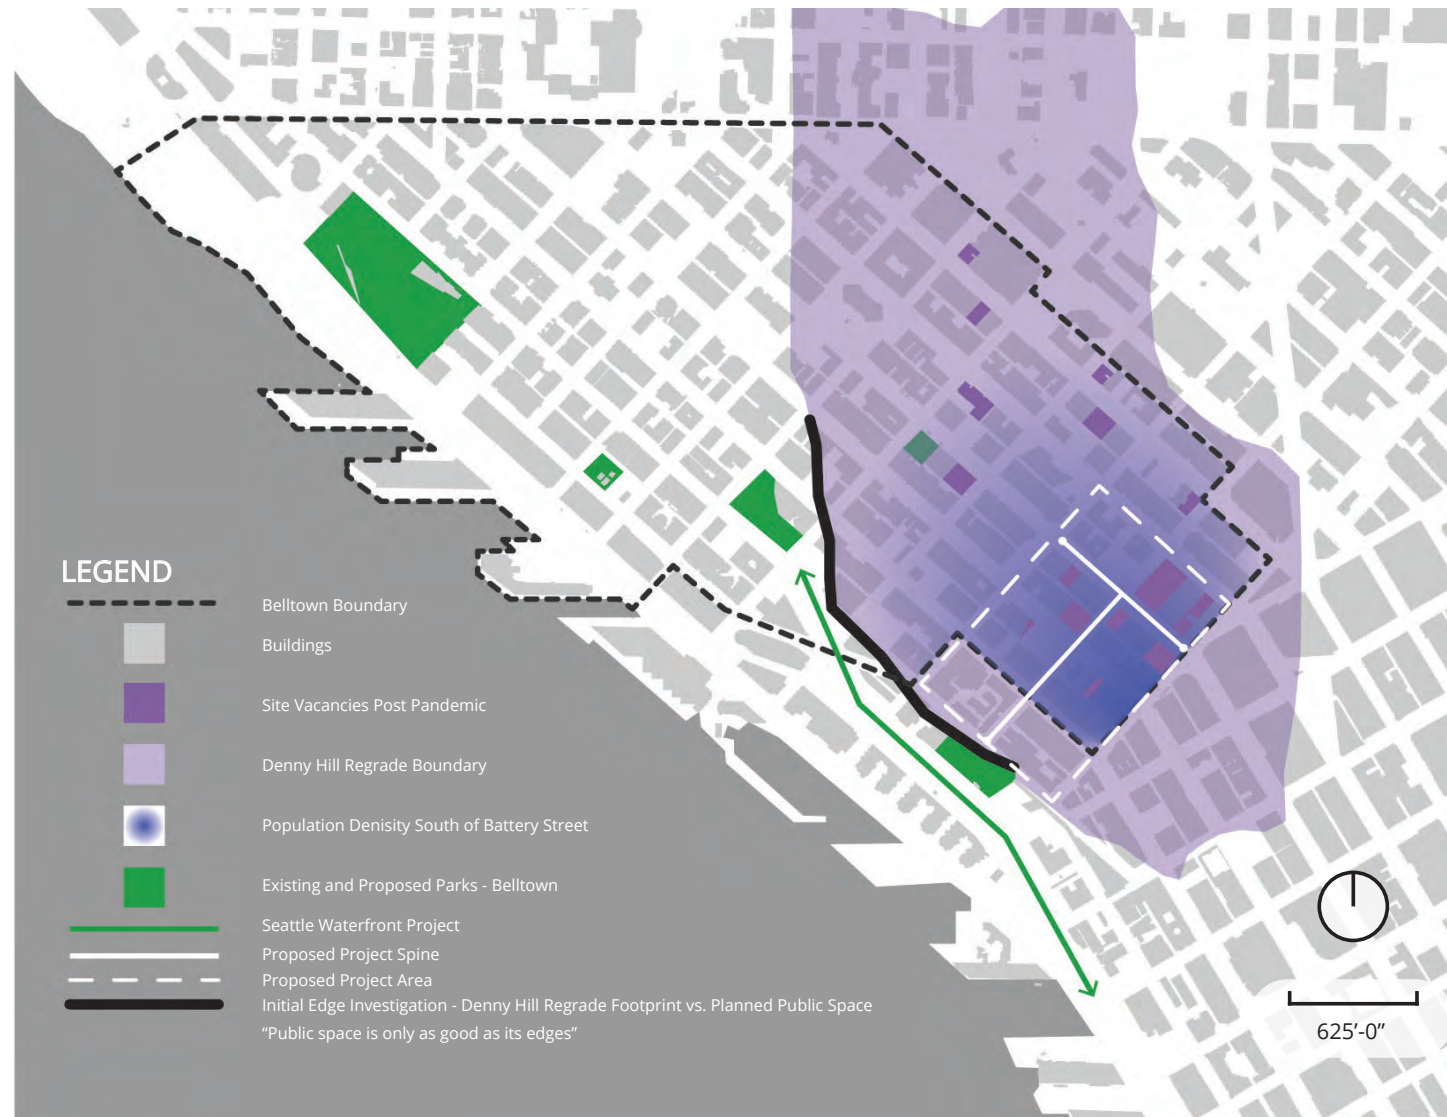 LEGEND
Belltown Boundary
Buildings
Site Vacancies Post Pandemic
Denny Hill Regrade Boundary
Population Denisity South of Battery Street
Existing and Proposed Parks - Belltown
Seattle Waterfront Project
Proposed Project Spine
Proposed Project Area
Initial Edge Investigation - Denny Hill Regrade Footprint vs. Planned Public Space
“Public space is only as good as its edges”
625’-0”